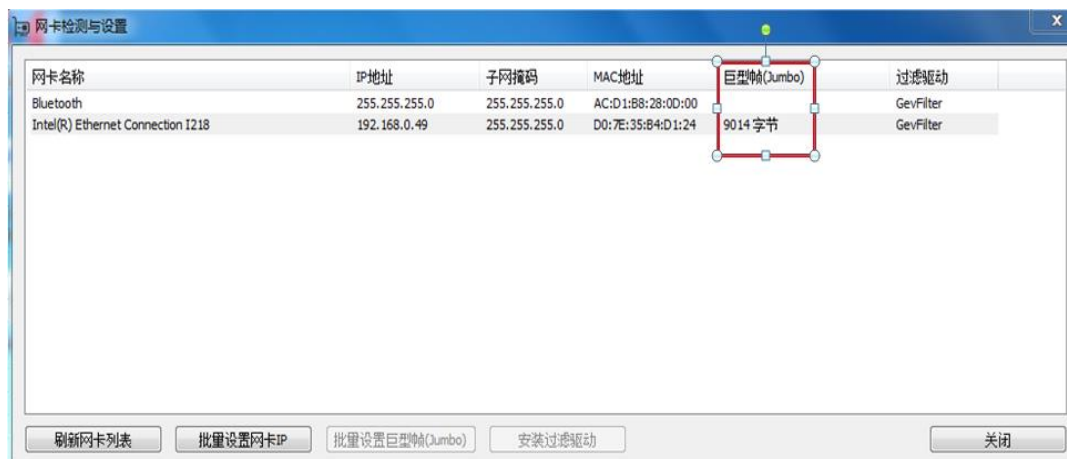 网卡检测与设置
网卡名称 IP地址 子网掩码 MAC地址 巨型帧(Jumbo) 过滤驱动
Bluetooth 255.255.255.0 255.255.255.0 AC:D1:B8:28:0D:00 GevFilter
Intel(R) Ethernet Connection I218 192.168.0.49 255.255.255.0 D0:7E:35:B4:D1:24 9014 字节 GevFilter
刷新网卡列表 批量设置网卡IP 批量设置巨型帧(Jumbo) 安装过滤驱动 关闭